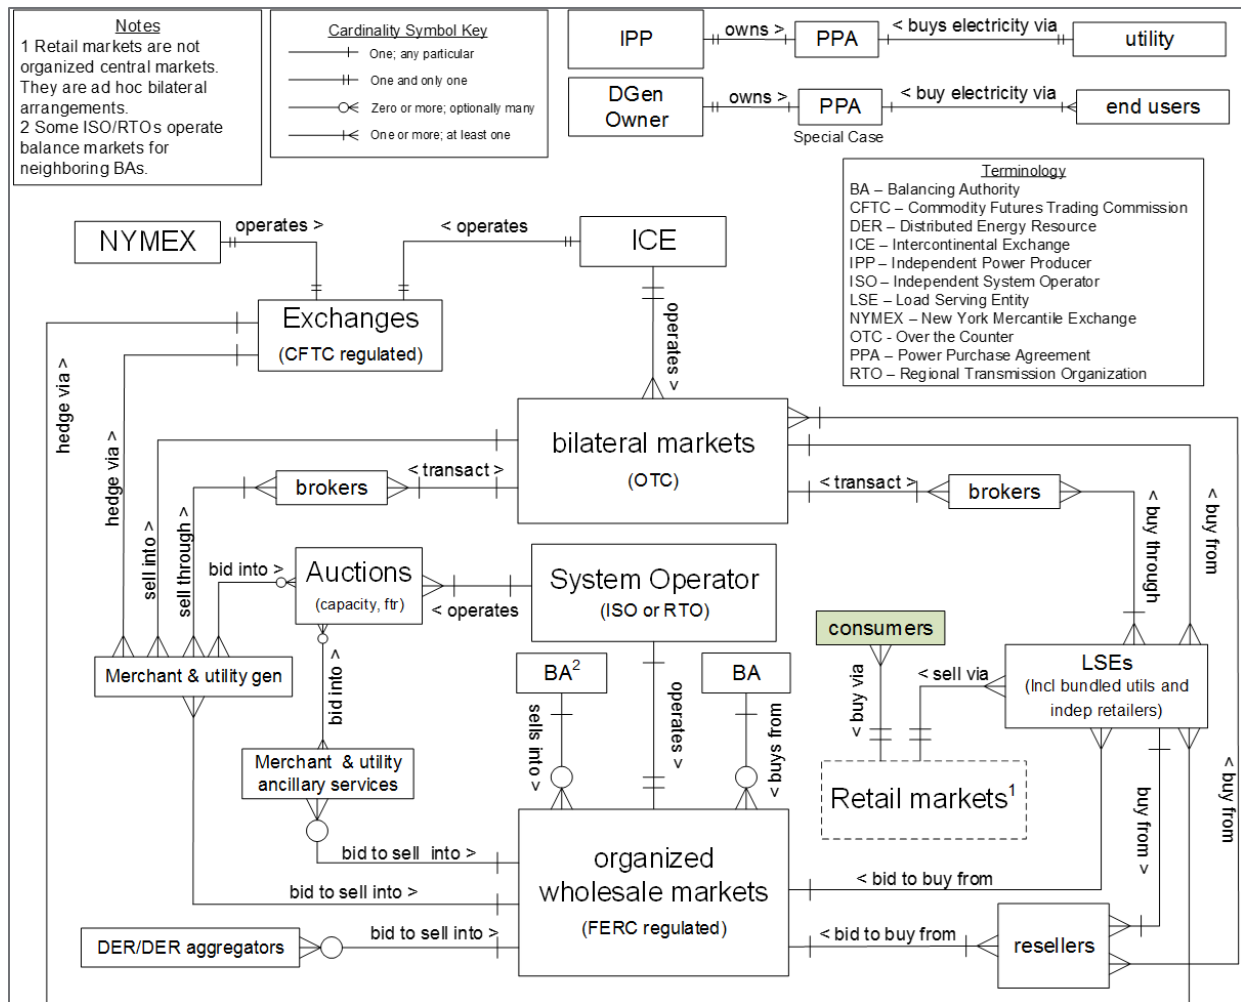 Notes
1 Retail markets are not
organized central markets.
They are ad hoc bilateral
arrangements.
2 Some ISO/RTOs operate
balance markets for
neighboring BAs.
Cardinality Symbol Key
One; any particular
One and only one
Zero or more; optionally many
One or more; at least one
IPP
owns >
PPA
< buys electricity via
utility
DGen
Owner
owns >
PPA
< buy electricity via
end users
Special Case
Terminology
BA – Balancing Authority
CFTC – Commodity Futures Trading Commission
DER – Distributed Energy Resource
ICE – Intercontinental Exchange
IPP – Independent Power Producer
ISO – Independent System Operator
LSE – Load Serving Entity
NYMEX – New York Mercantile Exchange
OTC - Over the Counter
PPA – Power Purchase Agreement
RTO – Regional Transmission Organization
NYMEX
operates >
< operates
ICE
Exchanges
(CFTC regulated)
operates >
hedge via >
hedge via >
sell into >
sell through >
bilateral markets
(OTC)
brokers
< transact >
< transact >
brokers
< buy through
< buy from
< buy from
bid into >
Auctions
(capacity, ftr)
< operates
System Operator
(ISO or RTO)
consumers
Merchant & utility gen
bid into >
BA2
BA
operates >
sells into >
< buys from
< buy via
< sell via
LSEs
(Incl bundled utils and
indep retailers)
Merchant & utility
ancillary services
Retail markets1
buy from >
bid to sell into >
bid to sell into >
bid to sell into >
organized
wholesale markets
(FERC regulated)
< bid to buy from
< bid to buy from
DER/DER aggregators
resellers